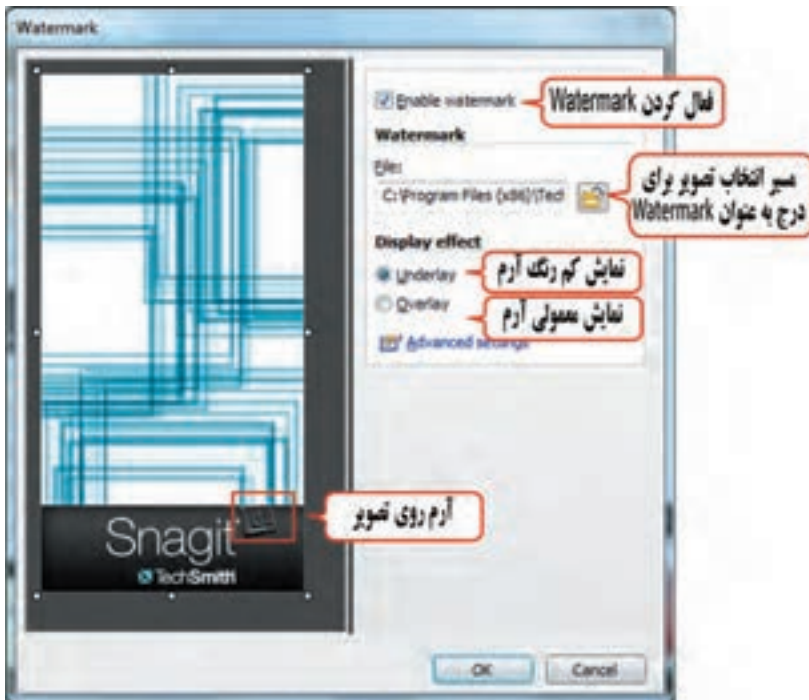 Watermark
Enable watermark
فعال کردن Watermark
Watermark
File:
C:\Program Files (x86)\Tech
مسیر انتخاب تصویر برای
درج به عنوان Watermark
Display effect
Underlay
نمایش کم رنگ آرم
Overlay
نمایش معمولی آرم
Advanced settings
آرم روی تصویر
Snagit
TechSmith
OK
Cancel